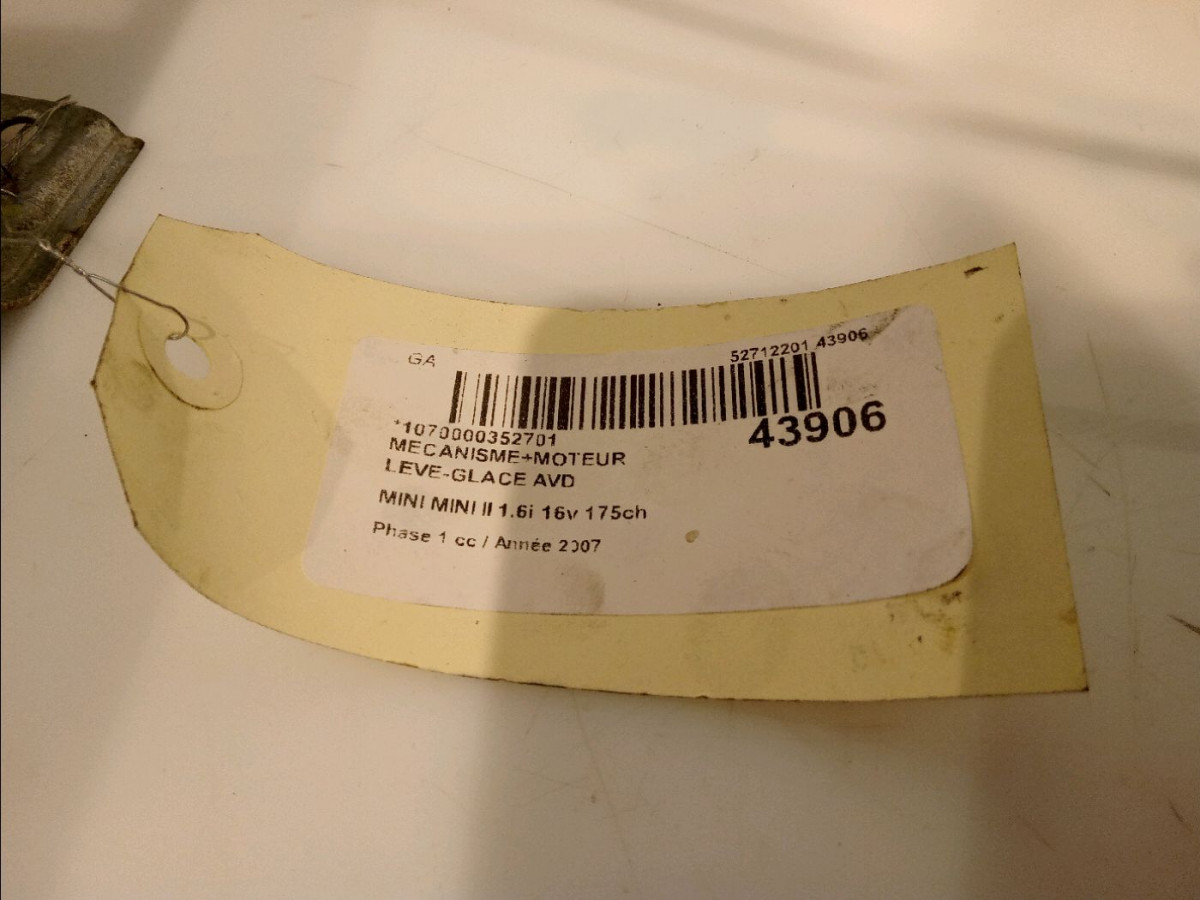 GA 52712201 43906
*1070000352701 43906
MECANISME+MOTEUR
LEVE-GLACE AVD
MINI MINI II 1.6i 16v 175ch
Phase 1 cc / Année 2007